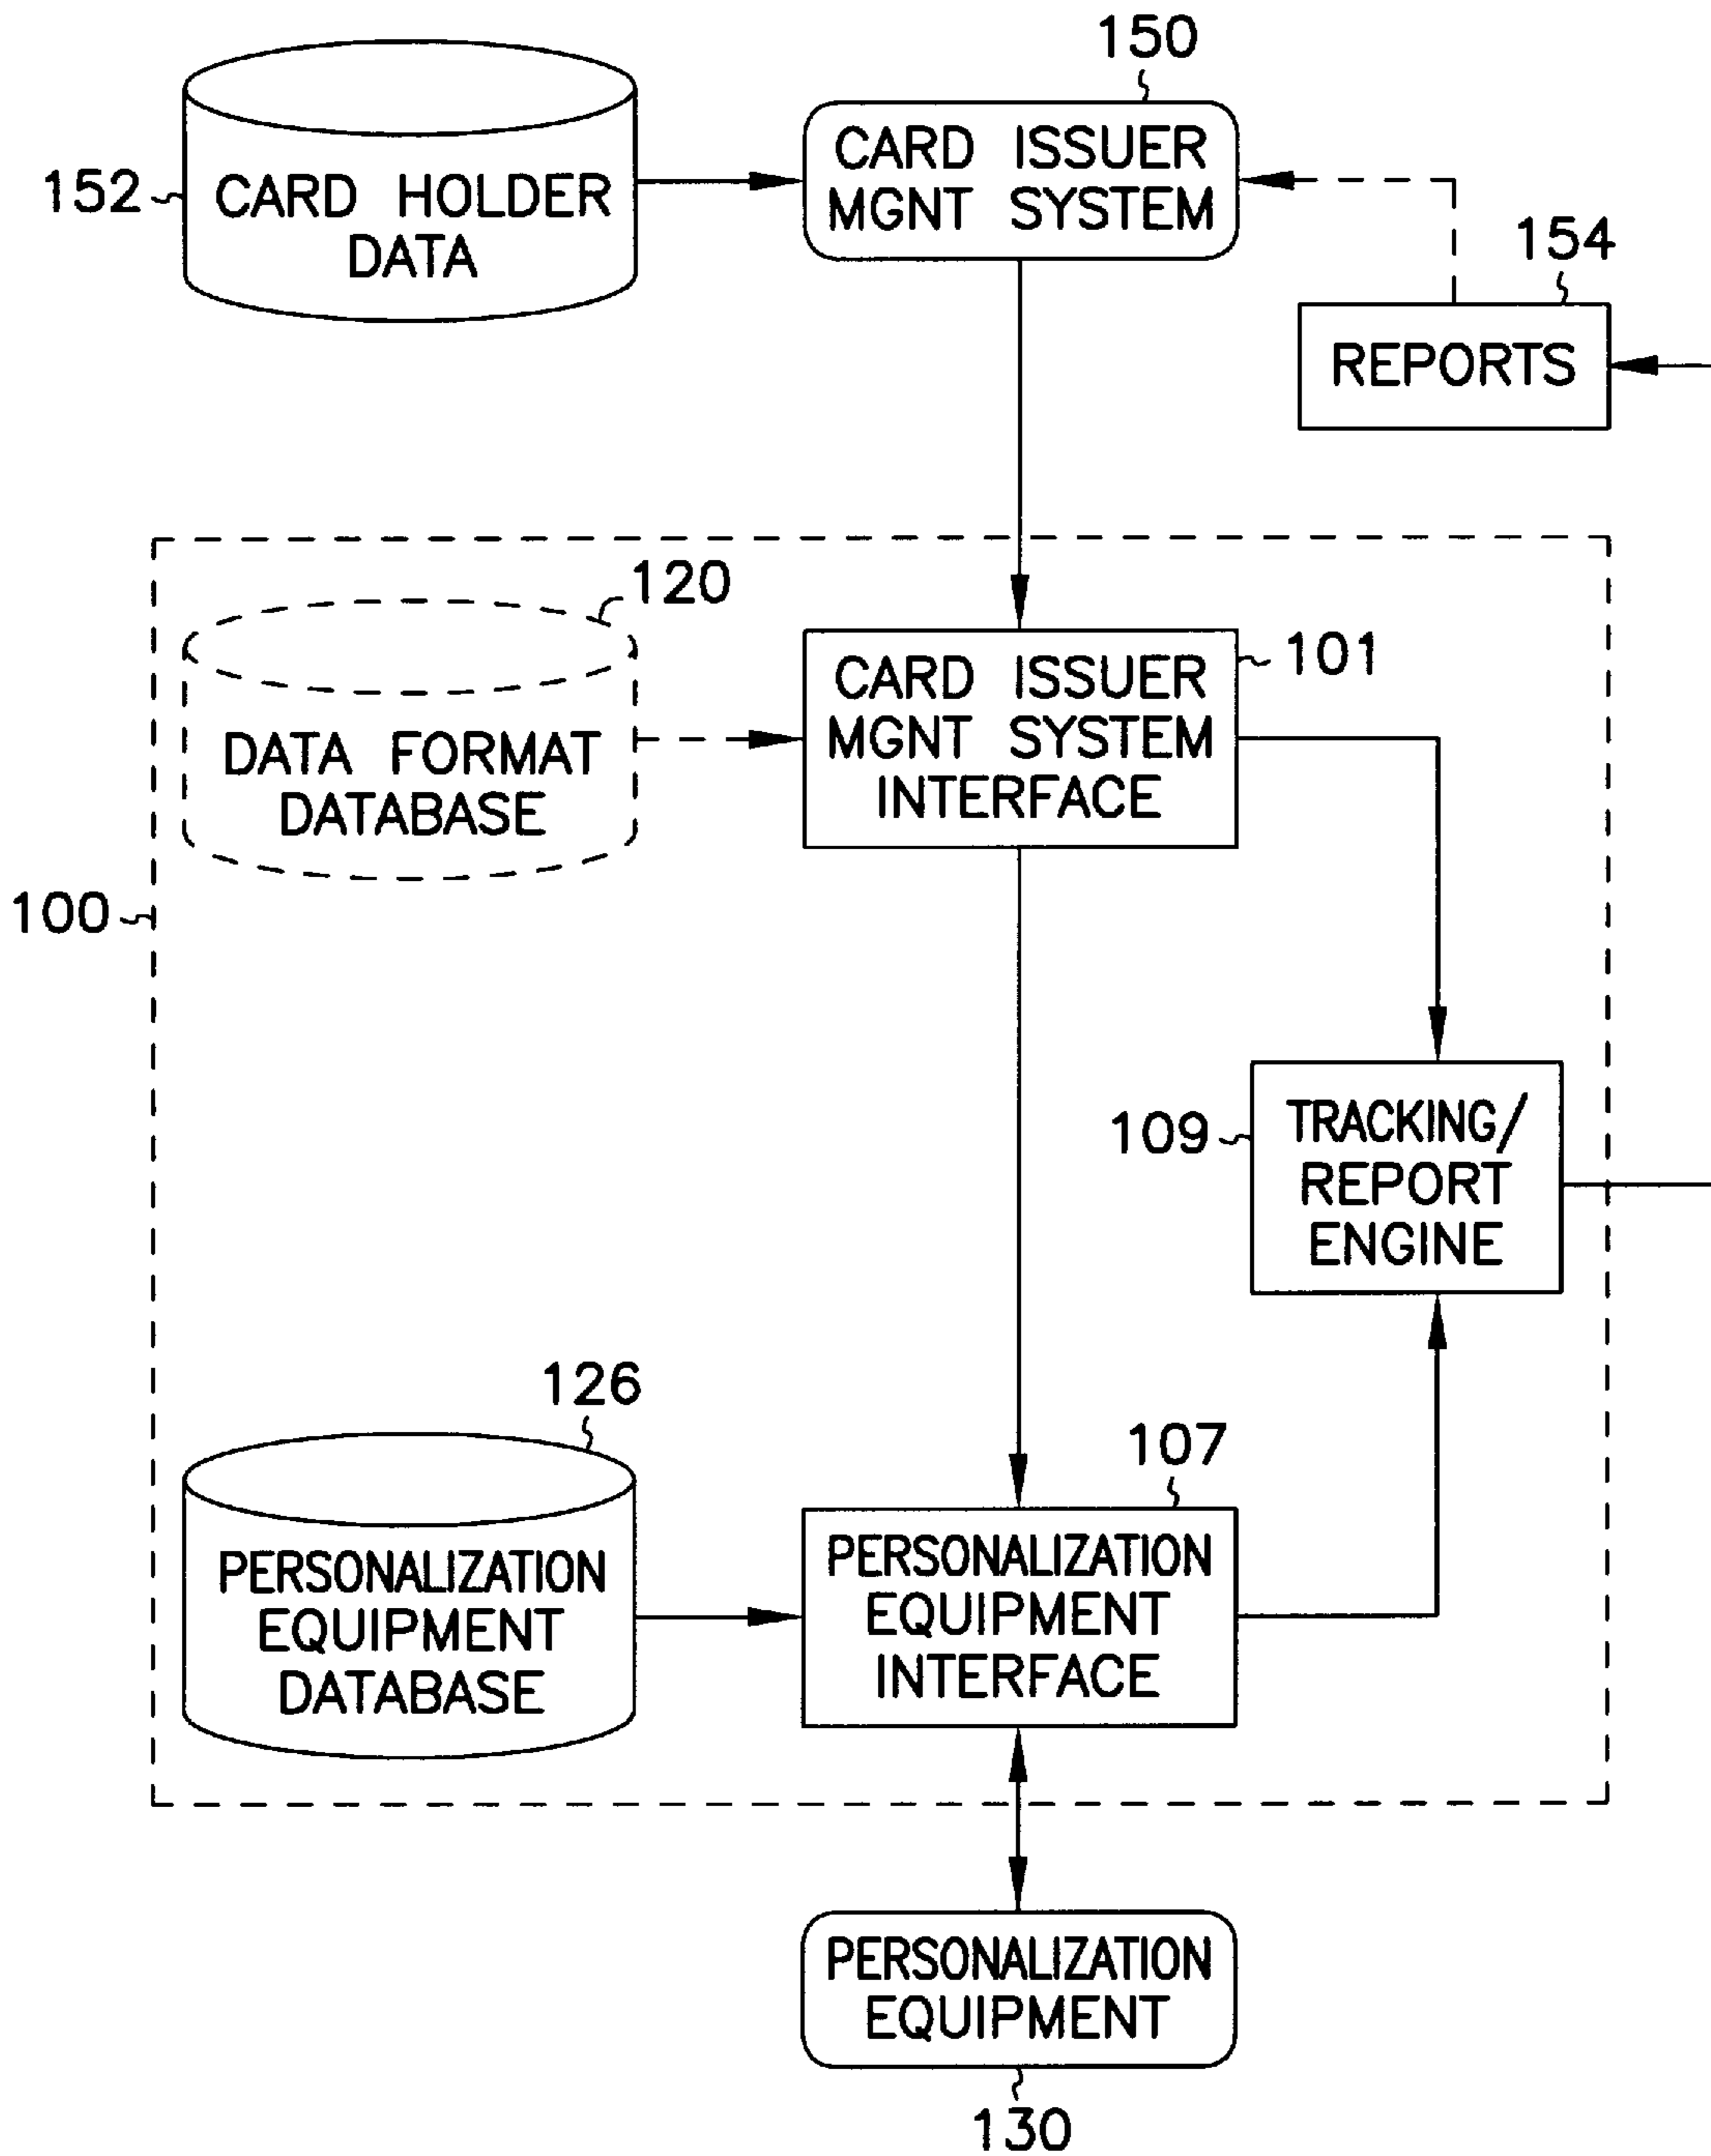 150
CARD ISSUER
MGNT SYSTEM
152
CARD HOLDER
DATA
154
REPORTS
120
DATA FORMAT
DATABASE
101
CARD ISSUER
MGNT SYSTEM
INTERFACE
100
109
TRACKING/
REPORT
ENGINE
126
PERSONALIZATION
EQUIPMENT
DATABASE
107
PERSONALIZATION
EQUIPMENT
INTERFACE
PERSONALIZATION
EQUIPMENT
130